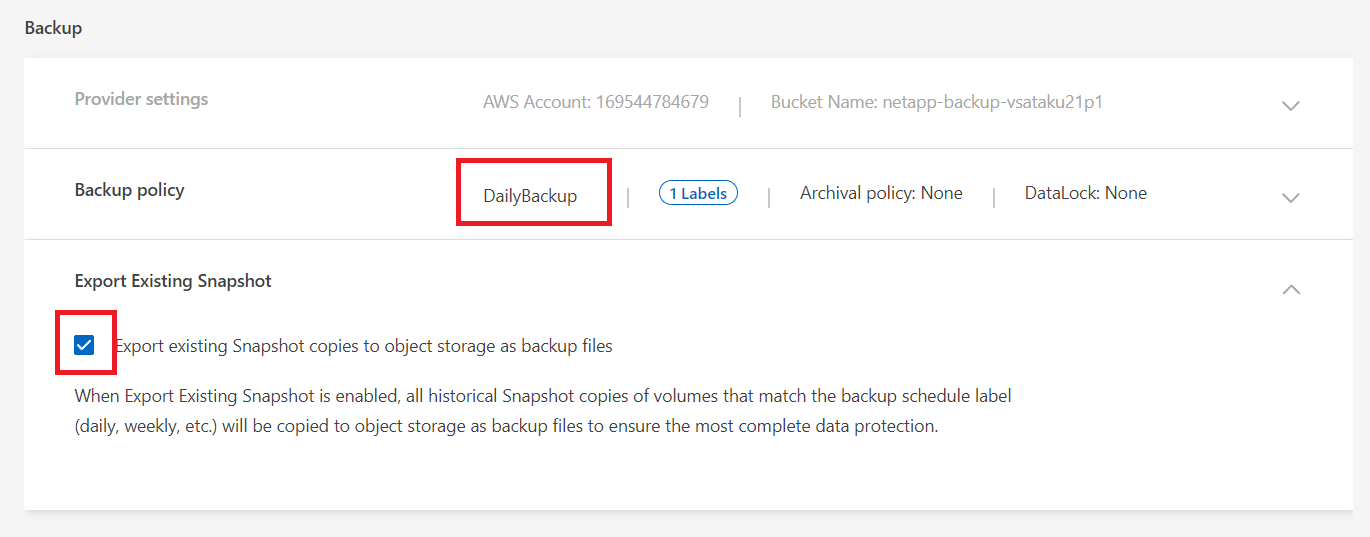 Backup
Provider settings
AWS Account: 169544784679 | Bucket Name: netapp-backup-vsataku21p1
Backup policy
DailyBackup | 1 Labels | Archival policy: None | DataLock: None
Export Existing Snapshot
Export existing Snapshot copies to object storage as backup files
When Export Existing Snapshot is enabled, all historical Snapshot copies of volumes that match the backup schedule label
(daily, weekly, etc.) will be copied to object storage as backup files to ensure the most complete data protection.